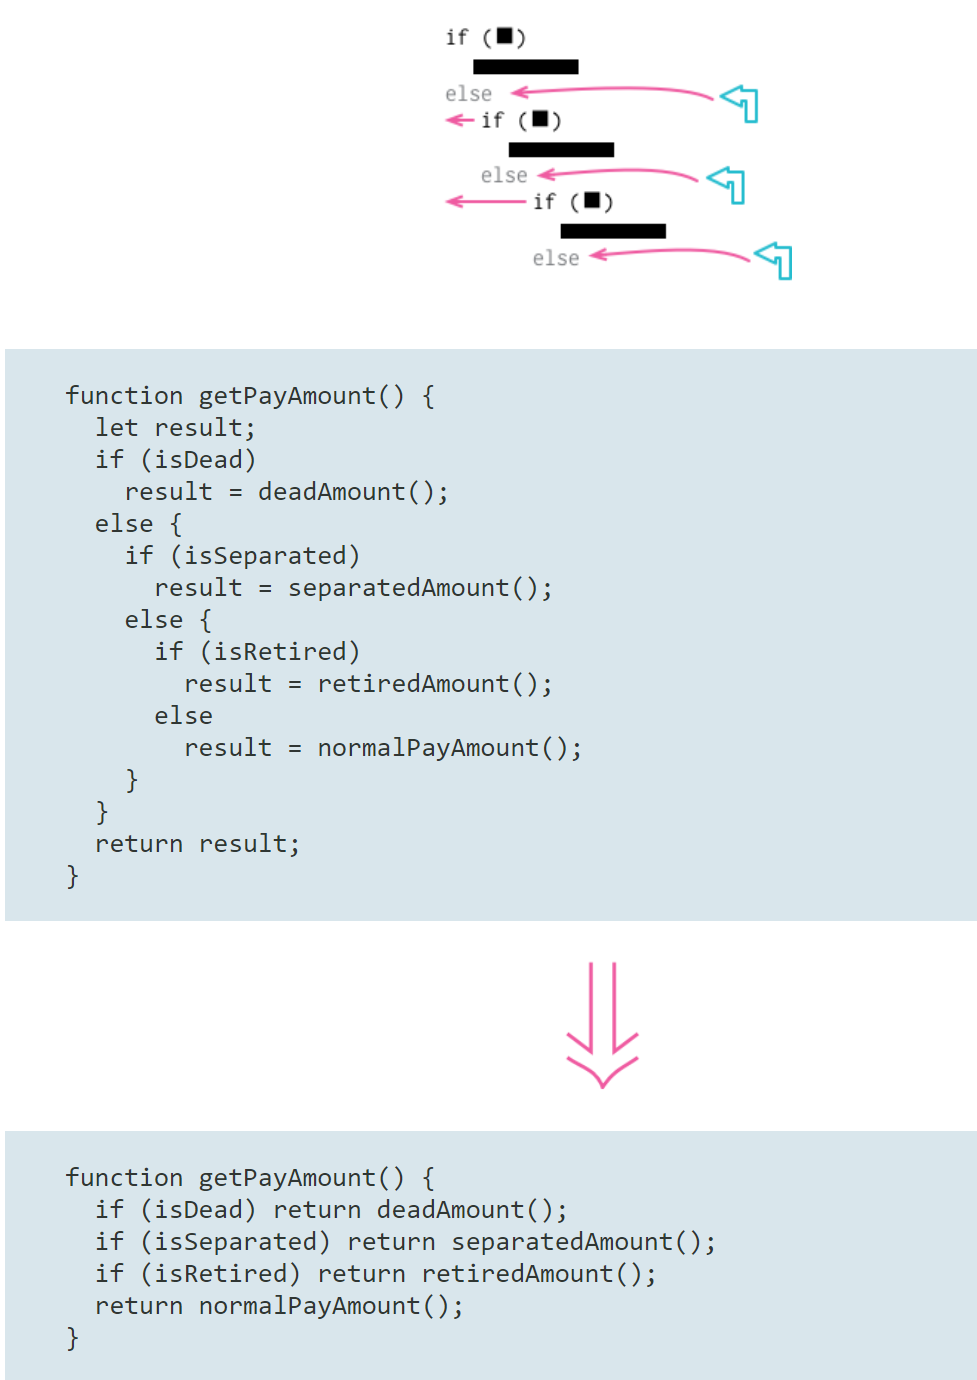 if (■)
else
if (■)
else
if (■)
else
function getPayAmount() {
  let result;
  if (isDead)
    result = deadAmount();
  else {
    if (isSeparated)
      result = separatedAmount();
    else {
      if (isRetired)
        result = retiredAmount();
      else
        result = normalPayAmount();
    }
  }
  return result;
}
function getPayAmount() {
  if (isDead) return deadAmount();
  if (isSeparated) return separatedAmount();
  if (isRetired) return retiredAmount();
  return normalPayAmount();
}